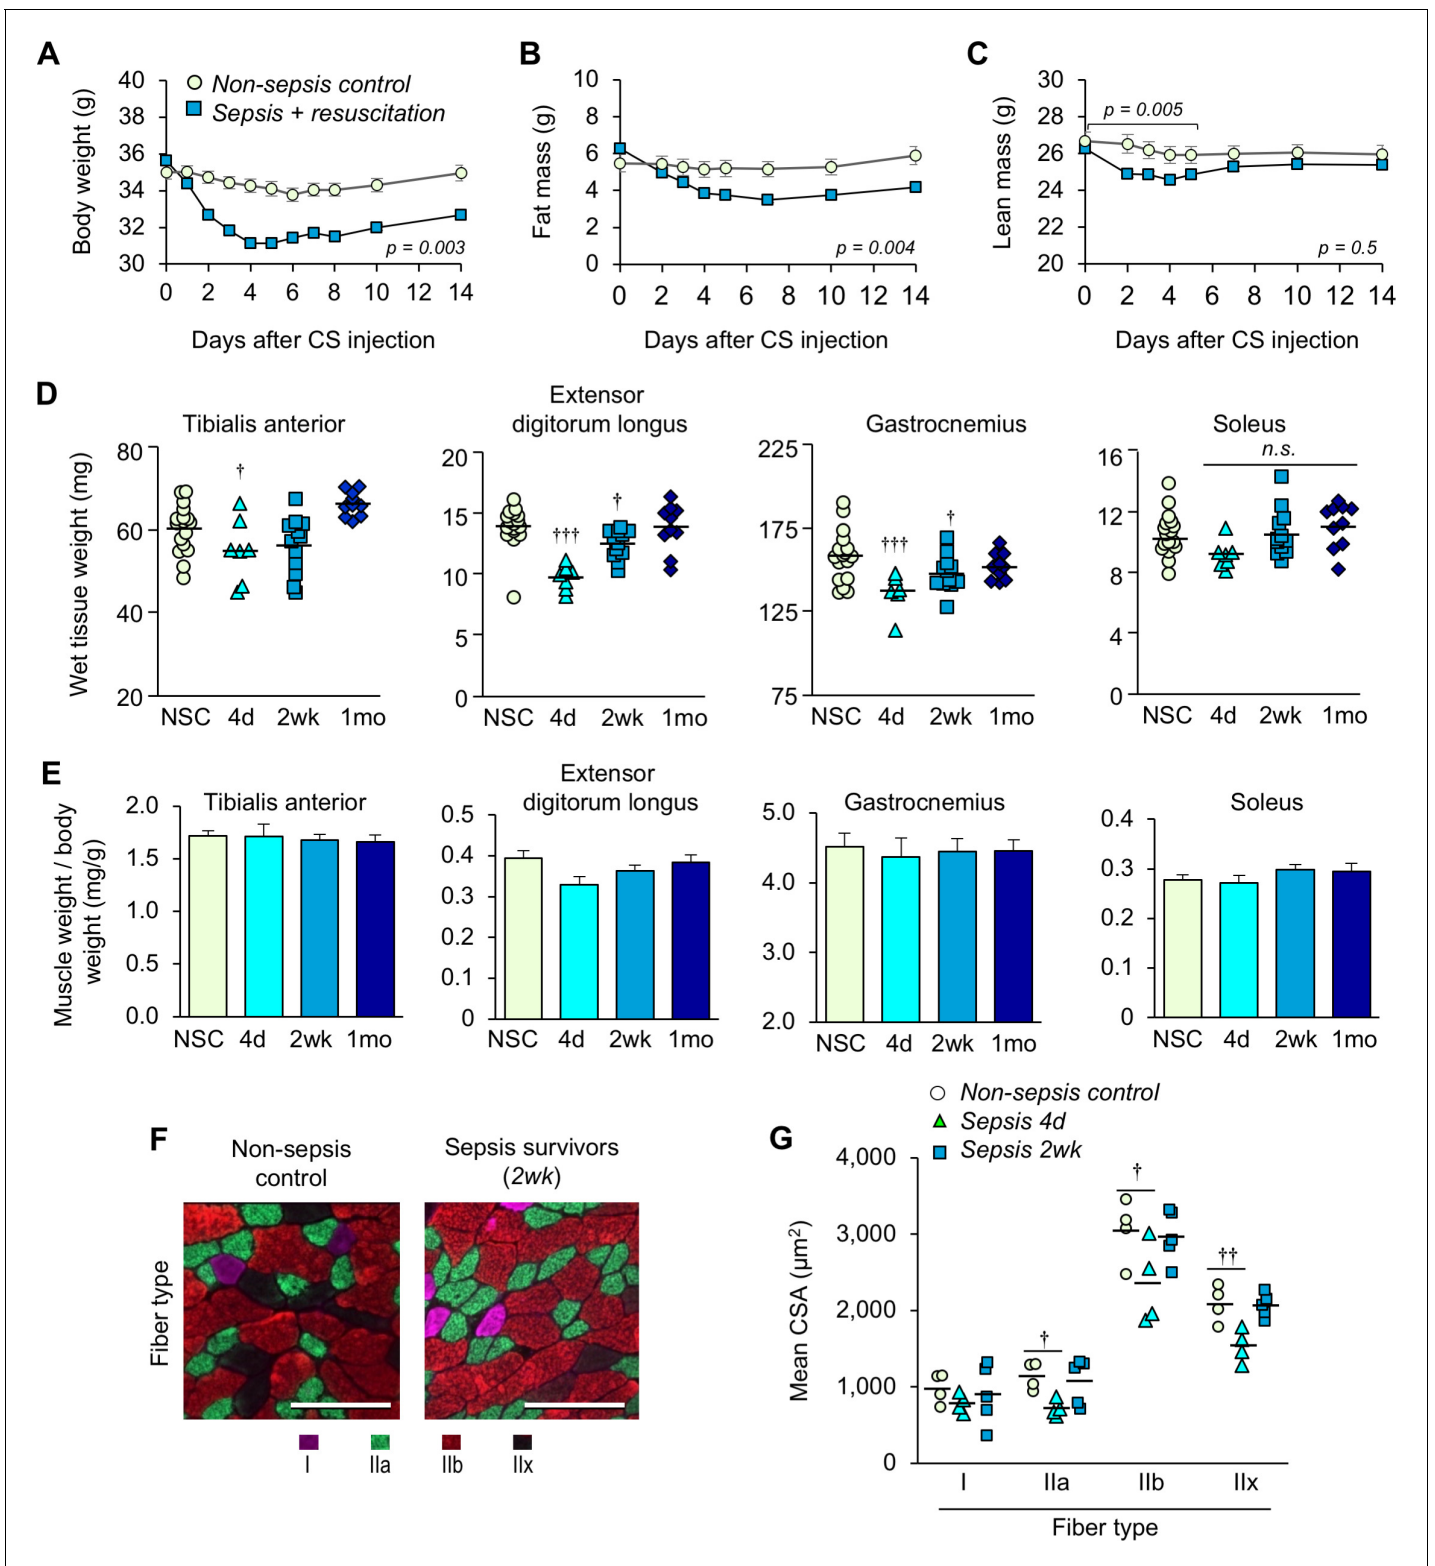 A
B
C
Non-sepsis control
Sepsis + resuscitation
Body weight (g)
40
38
36
34
32
30
p = 0.003
0 2 4 6 8 10 12 14
Days after CS injection
Fat mass (g)
10
8
6
4
2
0
p = 0.004
0 2 4 6 8 10 12 14
Days after CS injection
Lean mass (g)
30
28
26
24
22
20
p = 0.005
p = 0.5
0 2 4 6 8 10 12 14
Days after CS injection
D
Wet tissue weight (mg)
Tibialis anterior
80
60
40
20
†
NSC 4d 2wk 1mo
Extensor
digitorum longus
20
15
10
5
0
†††
†
NSC 4d 2wk 1mo
Gastrocnemius
225
175
125
75
†††
†
NSC 4d 2wk 1mo
Soleus
n.s.
16
12
8
4
0
NSC 4d 2wk 1mo
E
Muscle weight / body
weight (mg/g)
Tibialis anterior
2.0
1.5
1.0
0.5
0.0
NSC 4d 2wk 1mo
Extensor
digitorum longus
0.5
0.4
0.3
0.2
0.1
0
NSC 4d 2wk 1mo
Gastrocnemius
5.0
4.0
3.0
2.0
NSC 4d 2wk 1mo
Soleus
0.4
0.3
0.2
0.1
0
NSC 4d 2wk 1mo
F
Non-sepsis
control
Sepsis survivors
(2wk)
Fiber type
I IIa IIb IIx
G
Non-sepsis control
Sepsis 4d
Sepsis 2wk
Mean CSA (µm²)
4,000
3,000
2,000
1,000
0
†
†
††
I IIa IIb IIx
Fiber type